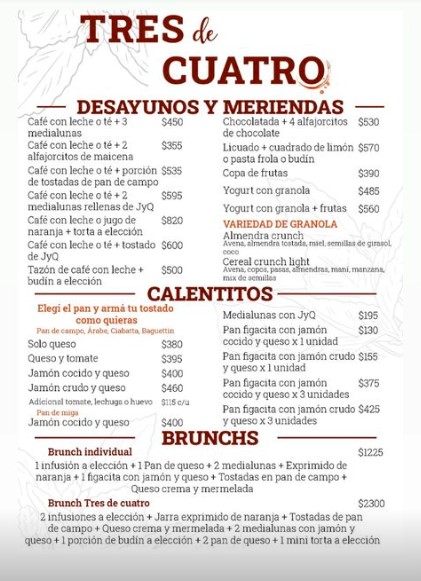 TRES de
CUATRO
DESAYUNOS Y MERIENDAS
Café con leche o té + 3 $450
medialunas
Café con leche o té + 2 $355
alfajorcitos de maicena
Café con leche o té + porción $535
de tostadas de pan de campo
Café con leche o té + 2 $595
medialunas rellenas de JyQ
Café con leche o jugo de $820
naranja + torta a elección
Café con leche o té + tostado $600
de JyQ
Tazón de café con leche + $500
budín a elección
Chocolatada + 4 alfajorcitos $530
de chocolate
Licuado + cuadrado de limón $570
o pasta frola o budín
Copa de frutas $390
Yogurt con granola $485
Yogurt con granola + frutas $560
VARIEDAD DE GRANOLA
Almendra crunch
Avena, almendra tostada, miel, semillas de girasol,
coco
Cereal crunch light
Avena, copos, pasas, almendras, mani, manzana,
mix de semillas
CALENTITOS
Elegí el pan y armá tu tostado
como quieras
Pan de campo, Árabe, Ciabatta, Baguettin
Solo queso $380
Queso y tomate $395
Jamón cocido y queso $400
Jamón crudo y queso $460
Adicional tomate, lechuga o huevo $115 c/u
Pan de miga
Jamón cocido y queso $400
Medialunas con JyQ $195
Pan figacita con jamón $130
cocido y queso x 1 unidad
Pan figacita con jamón crudo $155
y queso x 1 unidad
Pan figacita con jamón $375
cocido y queso x 3 unidades
Pan figacita con jamón crudo $425
y queso x 3 unidades
BRUNCHS
Brunch individual $1225
1 infusión a elección + 1 Pan de queso + 2 medialunas + Exprimido de
naranja + 1 figacita con jamón y queso + Tostadas en pan de campo +
Queso crema y mermelada
Brunch Tres de cuatro $2300
2 infusiones a elección + Jarra exprimido de naranja + Tostadas de pan
de campo + Queso crema y mermelada + 2 medialunas con jamón y
queso + 1 porción de budín a elección + 2 pan de queso + 1 mini torta a elección